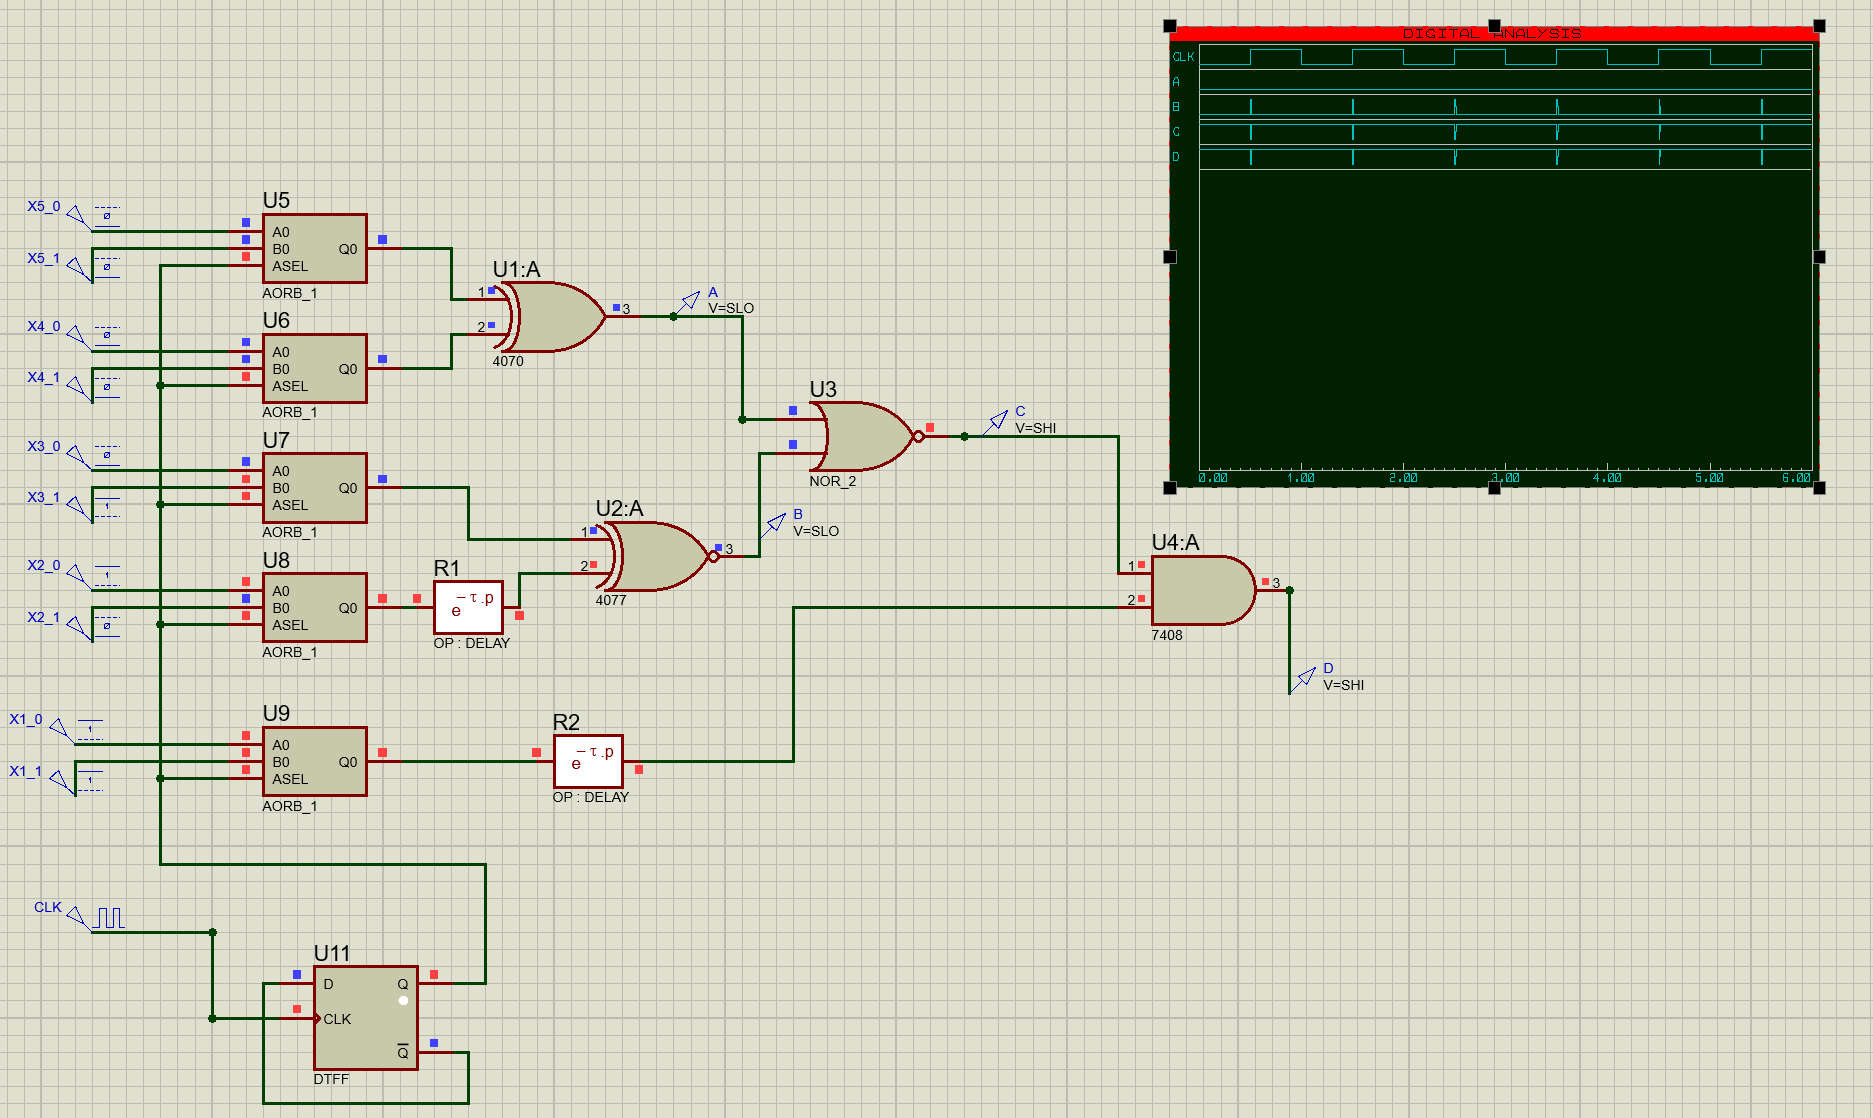 DIGITAL ANALYSIS
CLK
A
B
C
D
0.00 1.00 2.00 3.00 4.00 5.00 6.00
X5_0
X5_1
U5
A0
B0
ASEL
Q0
AORB_1
X4_0
X4_1
U6
A0
B0
ASEL
Q0
AORB_1
X3_0
X3_1
1
U7
A0
B0
ASEL
Q0
AORB_1
X2_0
1
X2_1
U8
A0
B0
ASEL
Q0
AORB_1
R1
e −τ.p
OP : DELAY
U1:A
1
2
3
4070
A
V=SLO
U2:A
1
2
3
4077
B
V=SLO
U3
NOR_2
C
V=SHI
U4:A
1
2
3
7408
D
V=SHI
X1_0
1
X1_1
1
U9
A0
B0
ASEL
Q0
AORB_1
R2
e −τ.p
OP : DELAY
CLK
U11
D
Q
CLK
Q̅
DTFF